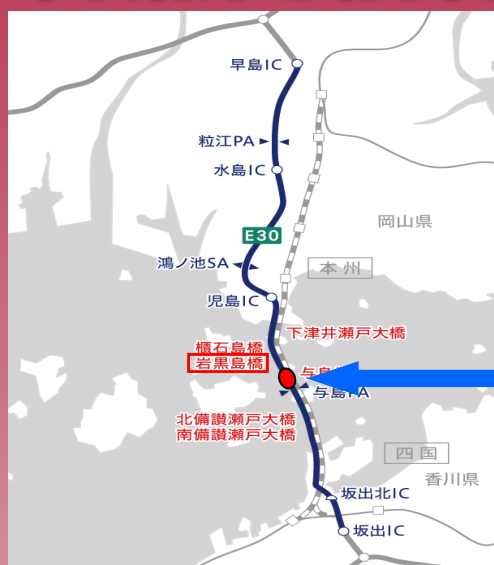 早島IC
粒江PA
水島IC
岡山県
E30
鴻ノ池SA
本州
児島IC
下津井瀬戸大橋
櫃石島橋
岩黒島橋
与島PA
北備讃瀬戸大橋
南備讃瀬戸大橋
四国
香川県
坂出北IC
坂出IC